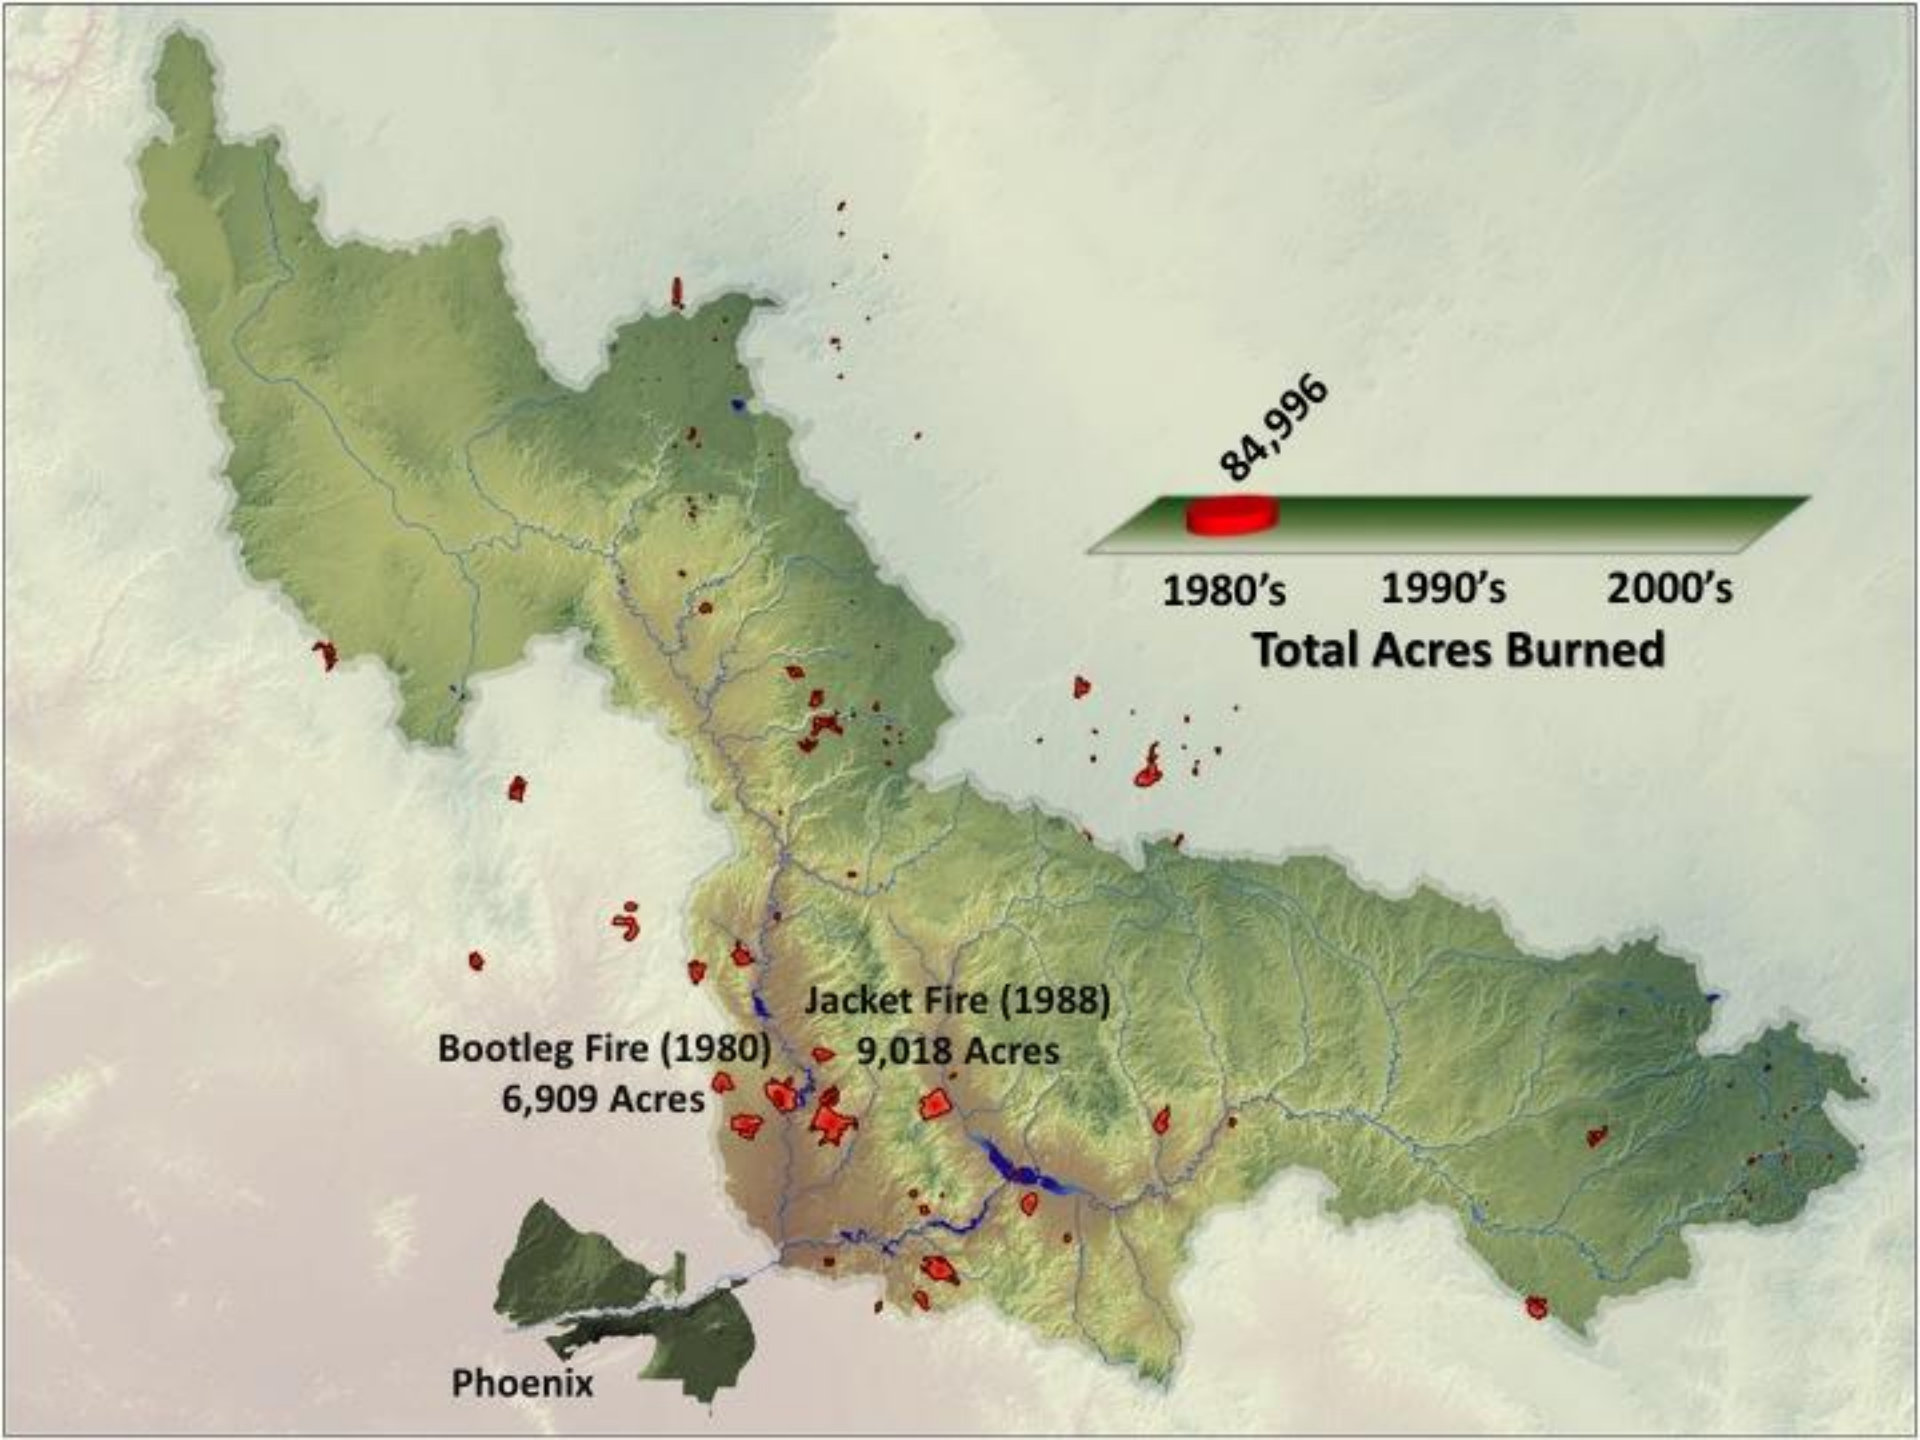 84,996
1980's 1990's 2000's
Total Acres Burned
Jacket Fire (1988)
9,018 Acres
Bootleg Fire (1980)
6,909 Acres
Phoenix